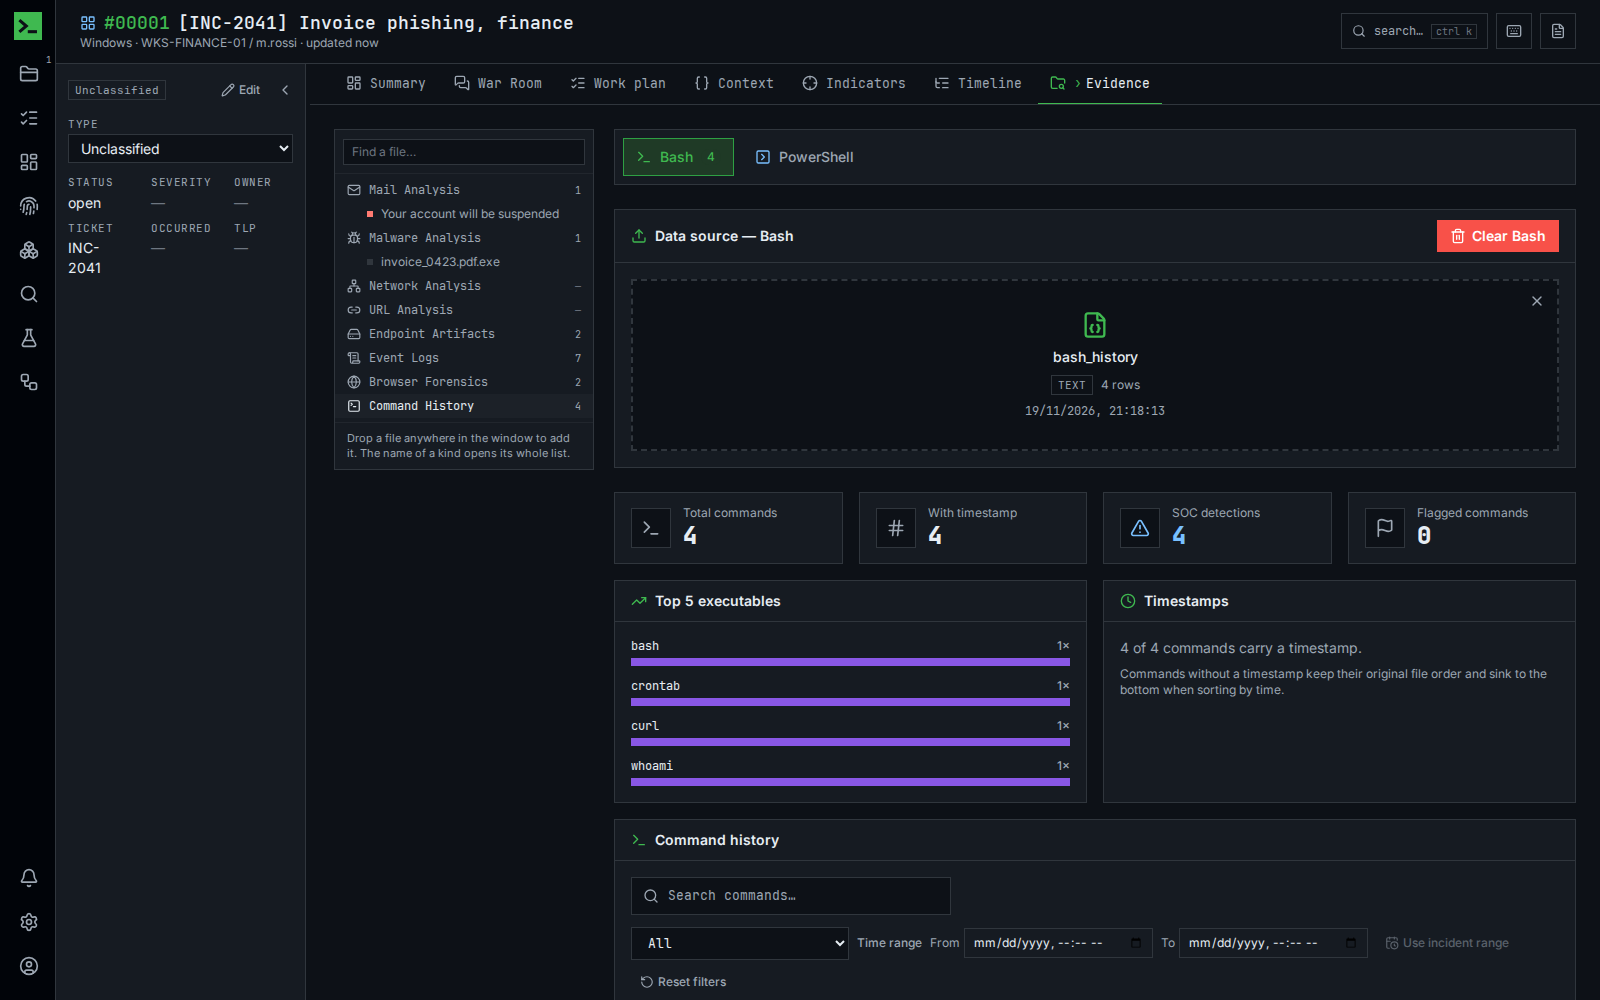 #00001 [INC-2041] Invoice phishing, finance
Windows · WKS-FINANCE-01 / m.rossi · updated now
search… ctrl k
1
Unclassified
Edit
TYPE
Unclassified
STATUS SEVERITY OWNER
open — —
TICKET OCCURRED TLP
INC-2041 — —
Summary
War Room
Work plan
Context
Indicators
Timeline
› Evidence
Find a file…
Mail Analysis 1
Your account will be suspended
Malware Analysis 1
invoice_0423.pdf.exe
Network Analysis —
URL Analysis —
Endpoint Artifacts 2
Event Logs 7
Browser Forensics 2
Command History 4
Drop a file anywhere in the window to add
it. The name of a kind opens its whole list.
Bash 4
PowerShell
Data source — Bash
Clear Bash
bash_history
TEXT 4 rows
19/11/2026, 21:18:13
Total commands
4
With timestamp
4
SOC detections
4
Flagged commands
0
Top 5 executables
bash 1×
crontab 1×
curl 1×
whoami 1×
Timestamps
4 of 4 commands carry a timestamp.
Commands without a timestamp keep their original file order and sink to the
bottom when sorting by time.
Command history
Search commands…
All
Time range From mm/dd/yyyy, --:-- -- To mm/dd/yyyy, --:-- -- Use incident range
Reset filters